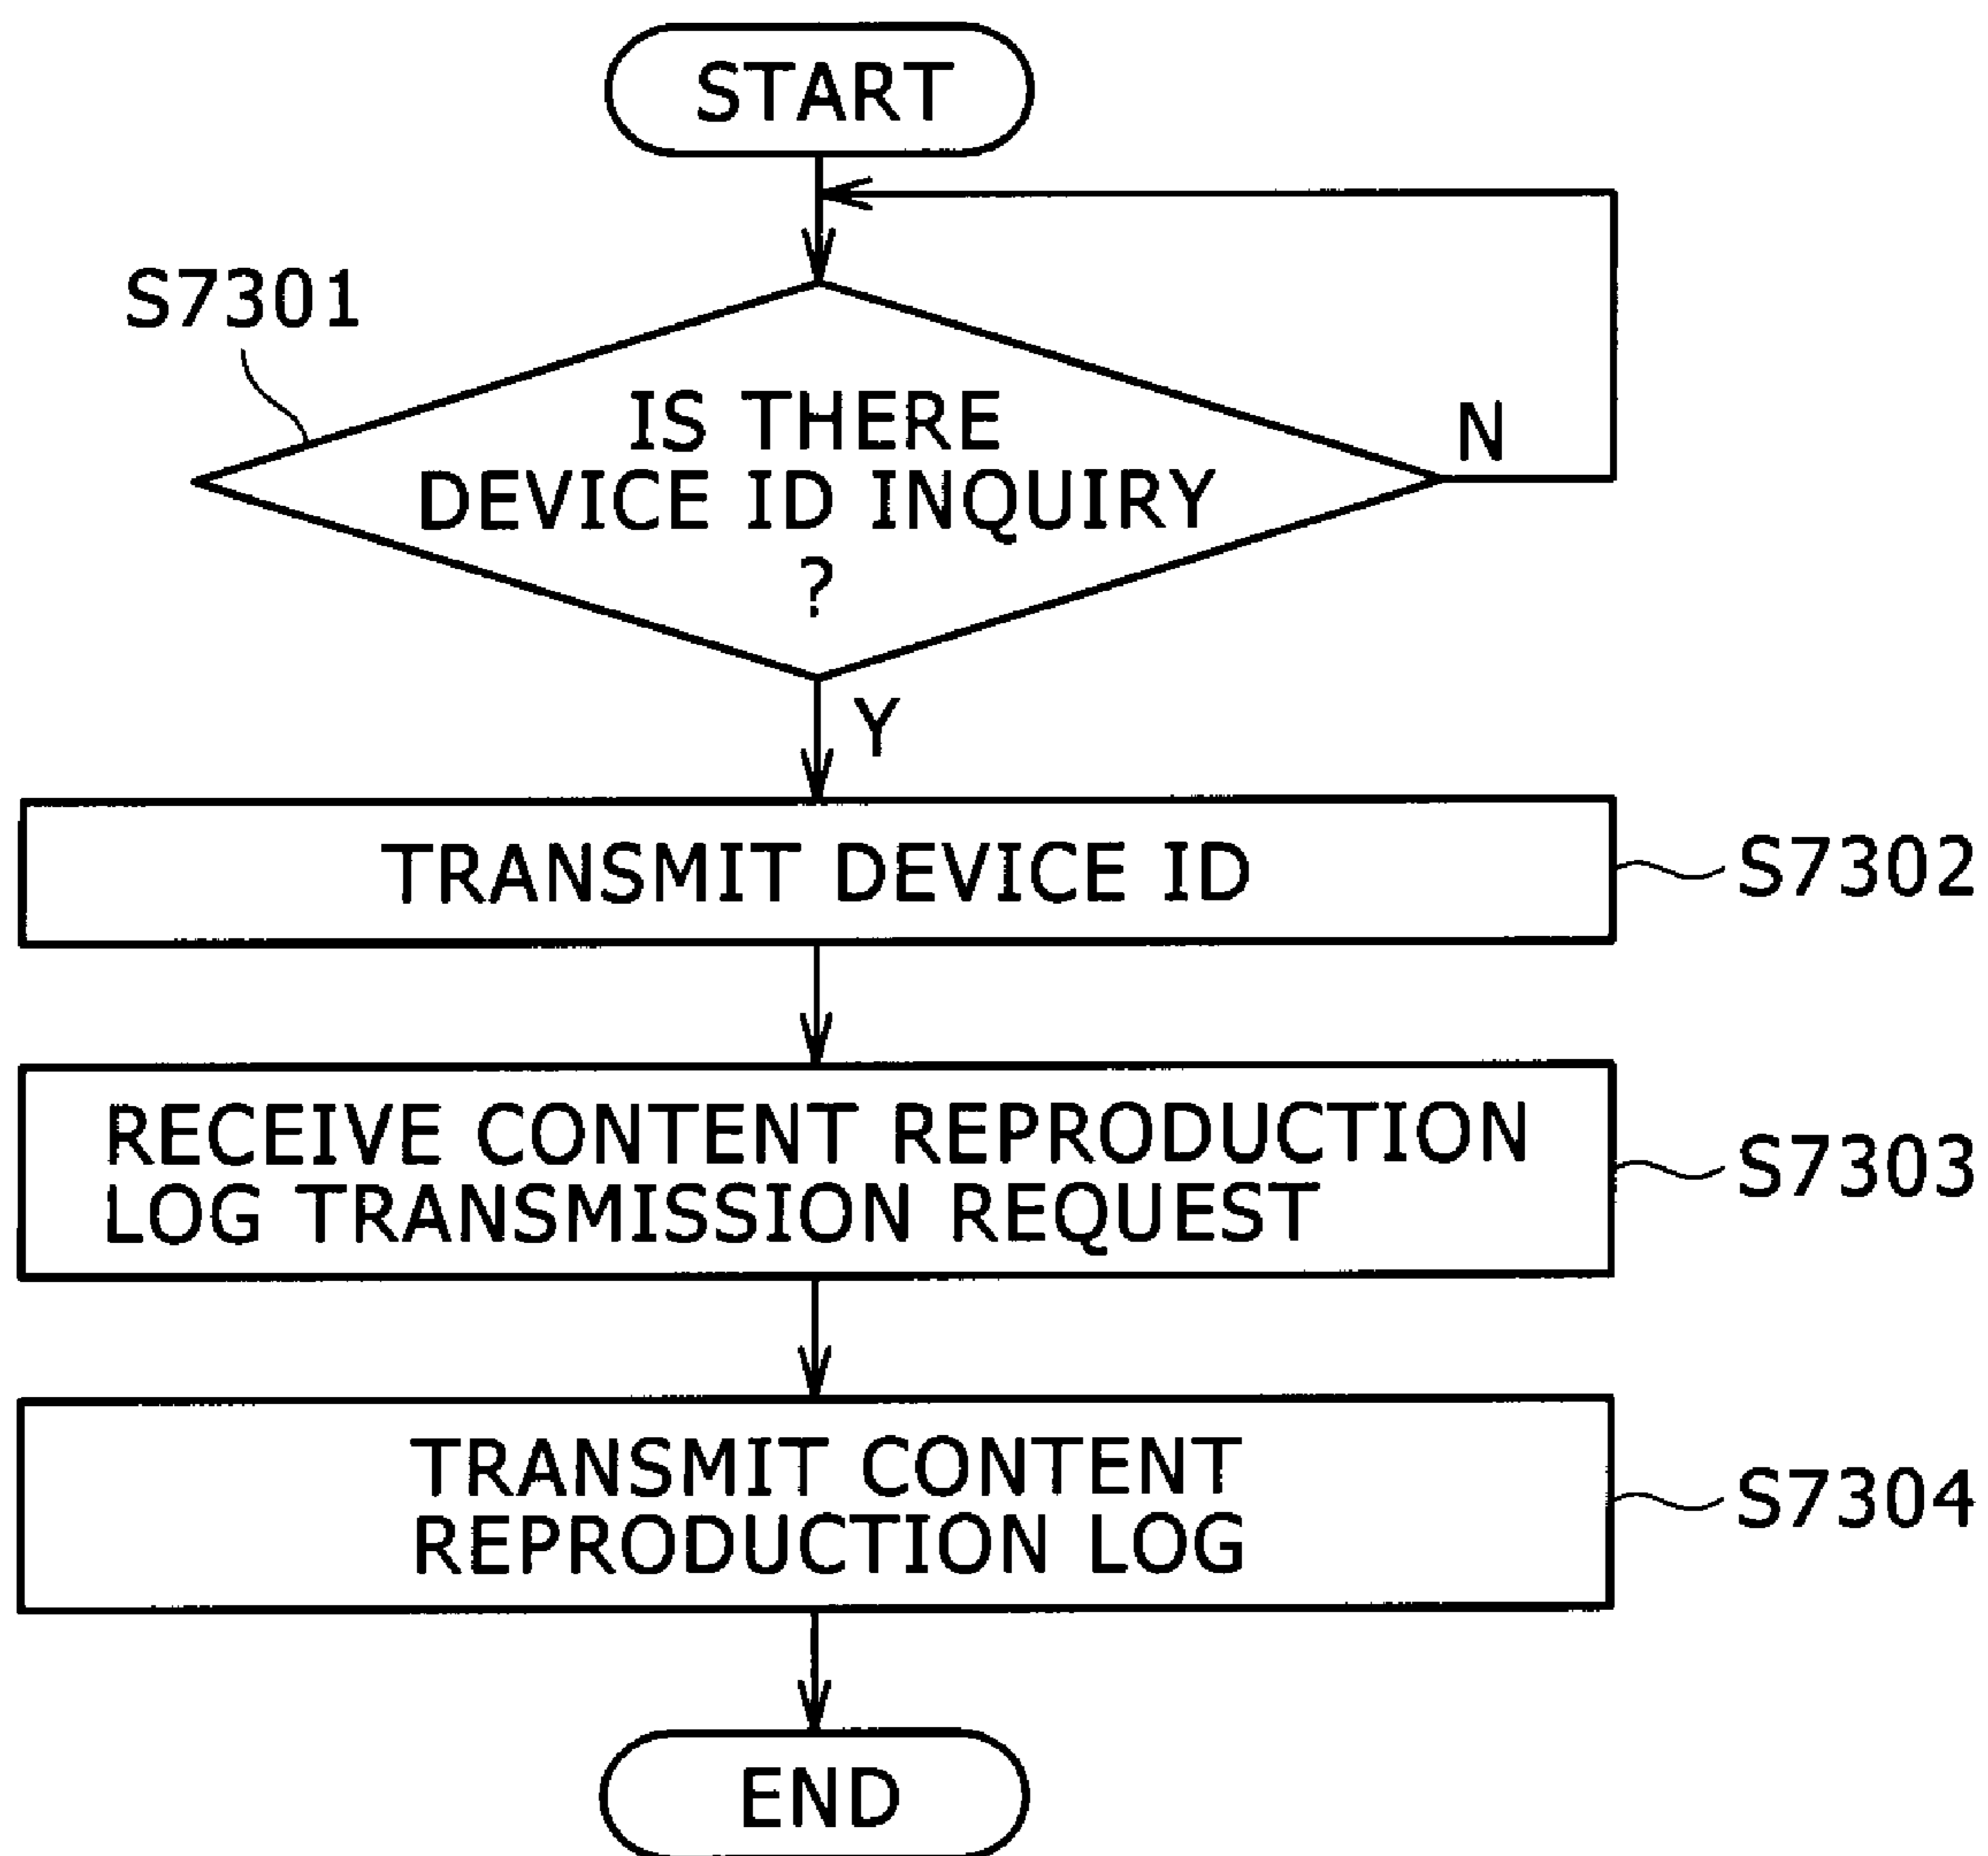 START
S7301
IS THERE
DEVICE ID INQUIRY
?
N
Y
TRANSMIT DEVICE ID
S7302
RECEIVE CONTENT REPRODUCTION
LOG TRANSMISSION REQUEST
S7303
TRANSMIT CONTENT
REPRODUCTION LOG
S7304
END